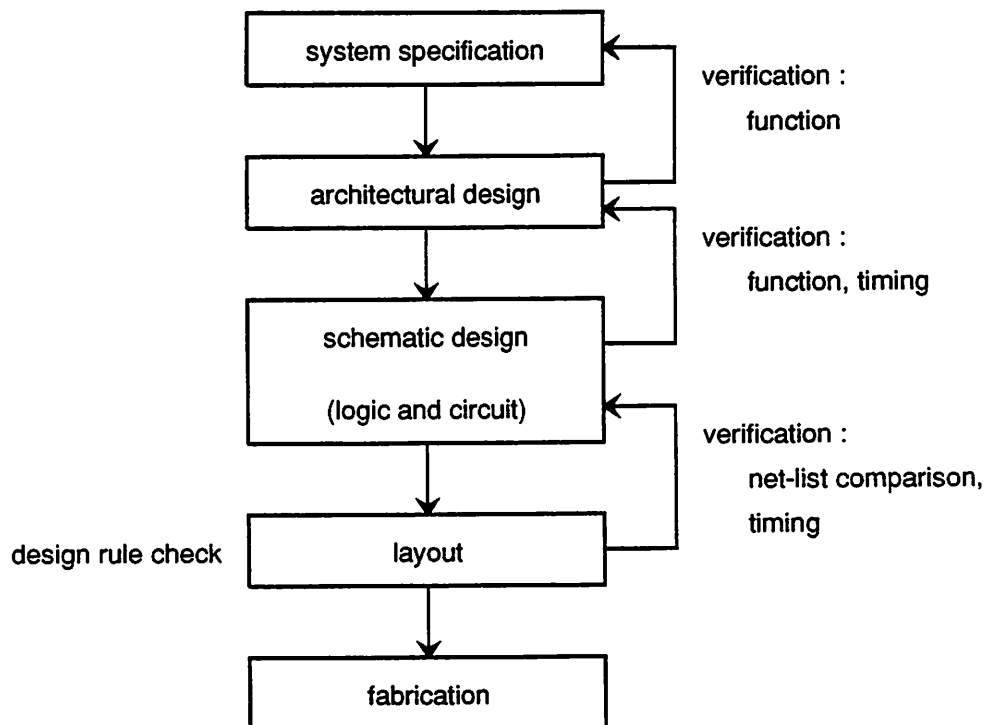 system specification
verification :
function
architectural design
verification :
function, timing
schematic design
(logic and circuit)
verification :
net-list comparison,
timing
design rule check
layout
fabrication